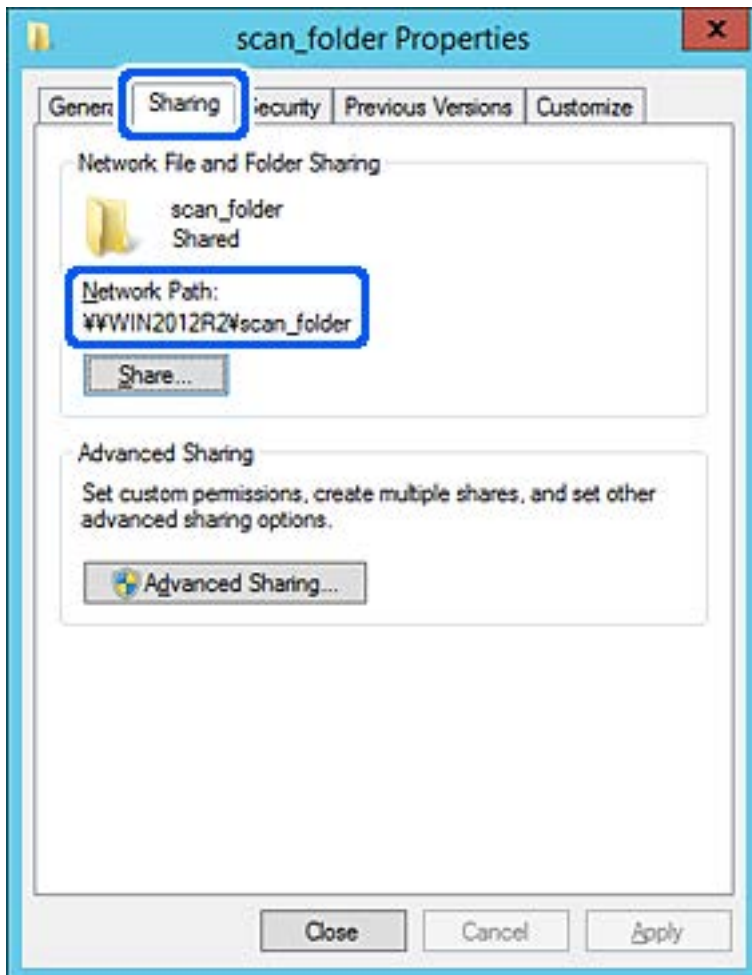 scan_folder Properties
x
Sharing Previous Versions Customize
Network File and Folder Sharing
scan_folder
Shared
Network Path:
¥¥WIN2012R2¥scan_folder
Share...
Advanced Sharing
Set custom permissions, create multiple shares, and set other
advanced sharing options.
Advanced Sharing...
Close Cancel Apply